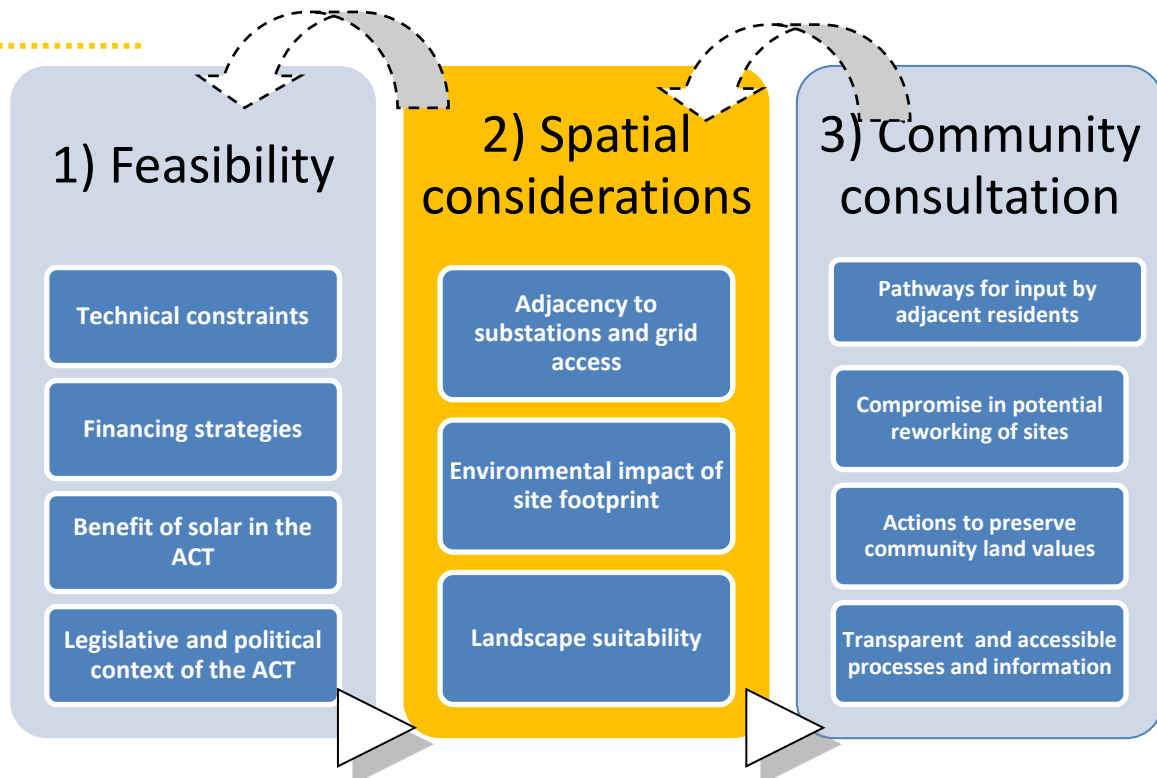 1) Feasibility
Technical constraints
Financing strategies
Benefit of solar in the
ACT
Legislative and political
context of the ACT
2) Spatial
considerations
Adjacency to
substations and grid
access
Environmental impact of
site footprint
Landscape suitability
3) Community
consultation
Pathways for input by
adjacent residents
Compromise in potential
reworking of sites
Actions to preserve
community land values
Transparent  and accessible
processes and information